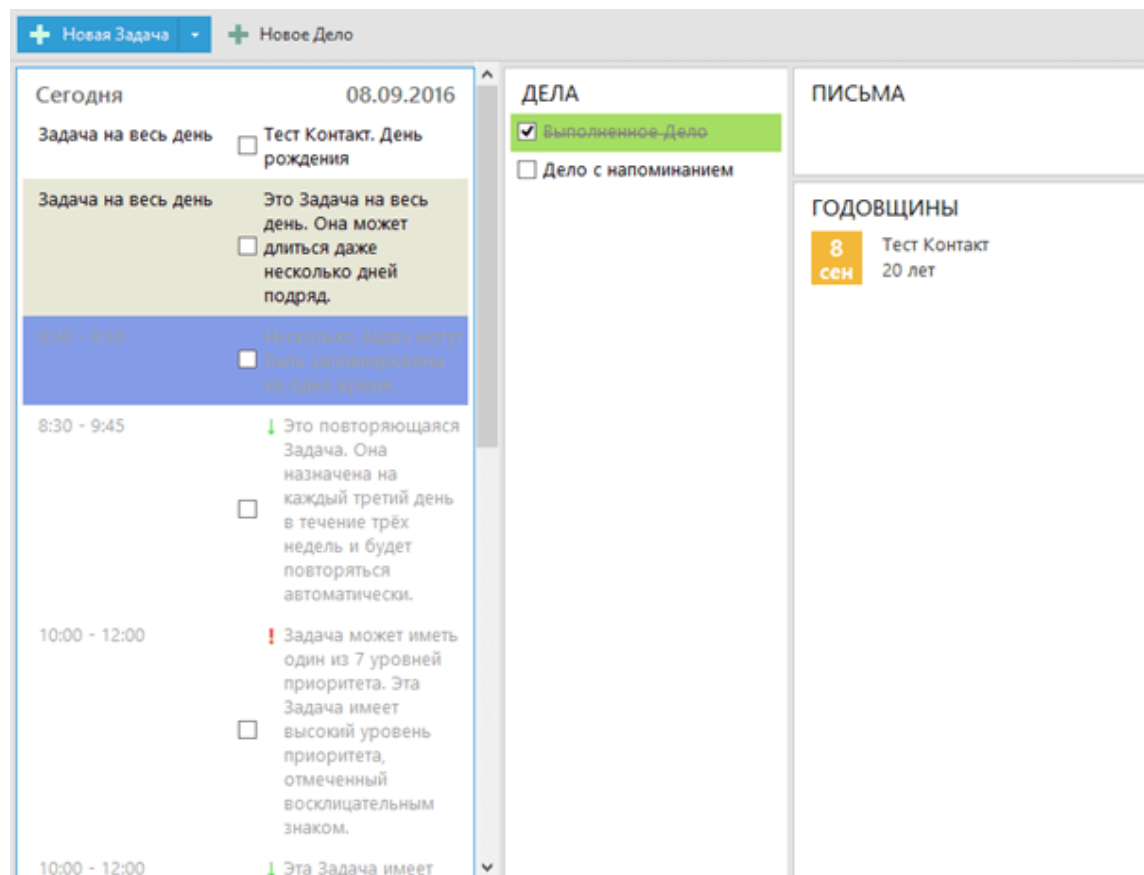 Новая Задача
Новое Дело
Сегодня 08.09.2016
Задача на весь день
Тест Контакт. День
рождения
Задача на весь день
Это Задача на весь
день. Она может
длиться даже
несколько дней
подряд.
8:30 - 9:30
Несколько Задач могут
быть запланированы
на одно время.
8:30 - 9:45
Это повторяющаяся
Задача. Она
назначена на
каждый третий день
в течение трёх
недель и будет
повторяться
автоматически.
10:00 - 12:00
! Задача может иметь
один из 7 уровней
приоритета. Эта
Задача имеет
высокий уровень
приоритета,
отмеченный
восклицательным
знаком.
10:00 - 12:00
Эта Задача имеет
ДЕЛА
Выполненное Дело
Дело с напоминанием
ПИСЬМА
ГОДОВЩИНЫ
8
сен
Тест Контакт
20 лет